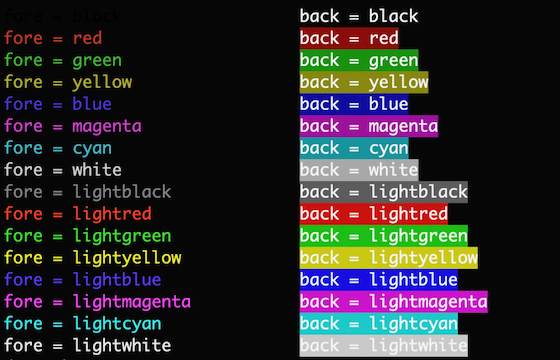 fore = black back = black
fore = red back = red
fore = green back = green
fore = yellow back = yellow
fore = blue back = blue
fore = magenta back = magenta
fore = cyan back = cyan
fore = white back = white
fore = lightblack back = lightblack
fore = lightred back = lightred
fore = lightgreen back = lightgreen
fore = lightyellow back = lightyellow
fore = lightblue back = lightblue
fore = lightmagenta back = lightmagenta
fore = lightcyan back = lightcyan
fore = lightwhite back = lightwhite